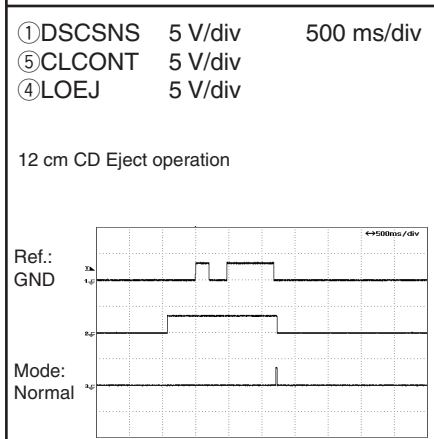 ①DSCSNS 5 V/div 500 ms/div
⑤CLCONT 5 V/div
④LOEJ 5 V/div
12 cm CD Eject operation
↔500ms/div
Ref.:
GND
Mode:
Normal